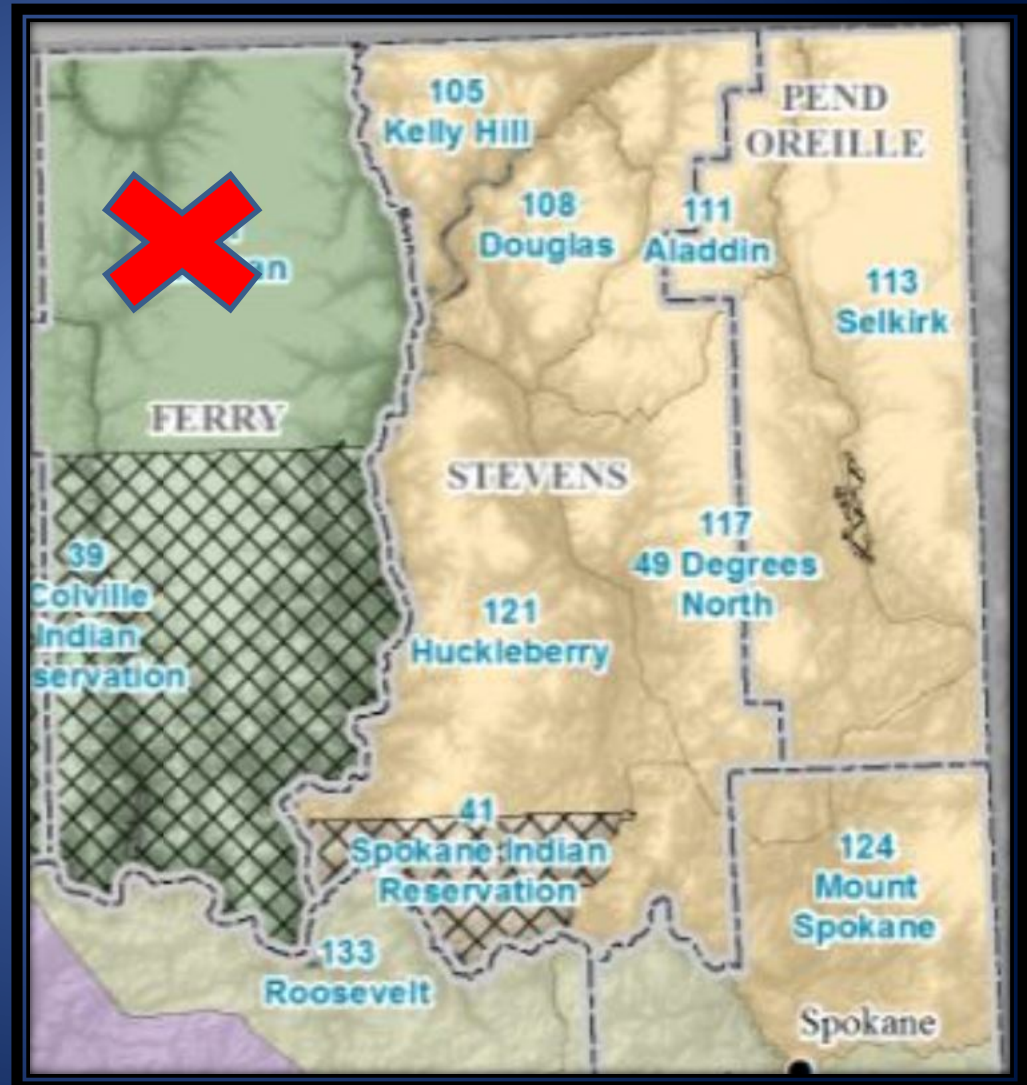 105
Kelly Hill
PEND
OREILLE
108
Douglas
111
Aladdin
113
Selkirk
FERRY
STEVENS
39
Colville
Indian
servation
117
49 Degrees
North
121
Huckleberry
41
Spokane Indian
Reservation
124
Mount
Spokane
133
Roosevelt
Spokane